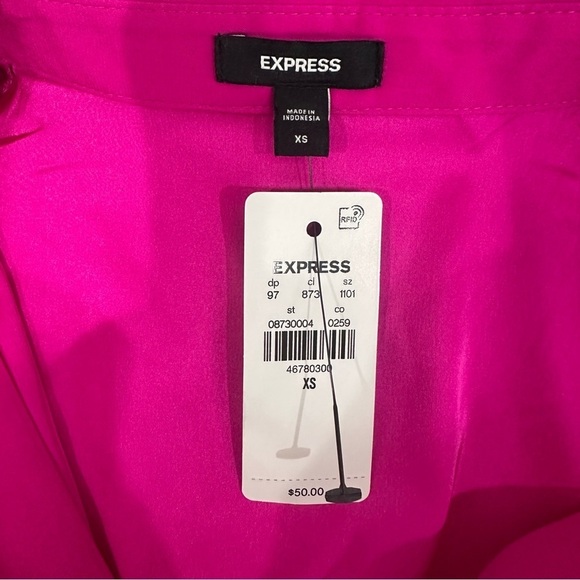 EXPRESS
MADE IN
INDONESIA
XS
RFID
EXPRESS
dp cl sz
97 873 1101
st co
08730004 0259
46780300
XS
$50.00